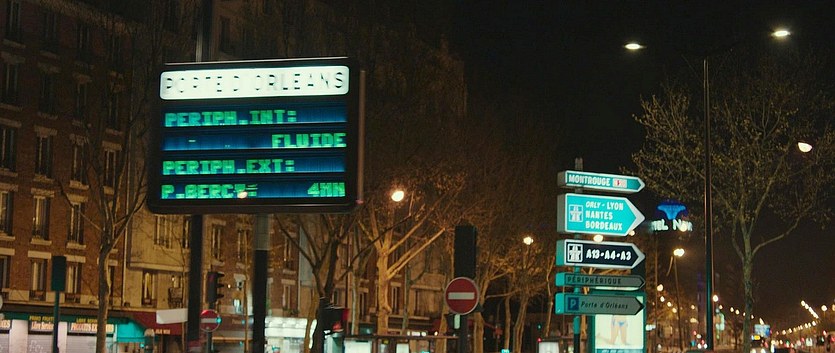 PORTE D'ORLEANS
PERIPH.INT:
FLUIDE
PERIPH.EXT:
P.BERCY= 4MN
MONTROUGE
ORLY - LYON
NANTES
BORDEAUX
A13-A4-A3
PERIPHERIQUE
P Porte d'Orléans